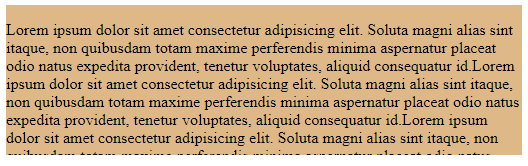 Lorem ipsum dolor sit amet consectetur adipisicing elit. Soluta magni alias sint
itaque, non quibusdam totam maxime perferendis minima aspernatur placeat
odio natus expedita provident, tenetur voluptates, aliquid consequatur id.Lorem
ipsum dolor sit amet consectetur adipisicing elit. Soluta magni alias sint itaque,
non quibusdam totam maxime perferendis minima aspernatur placeat odio natus
expedita provident, tenetur voluptates, aliquid consequatur id.Lorem ipsum
dolor sit amet consectetur adipisicing elit. Soluta magni alias sint itaque, non